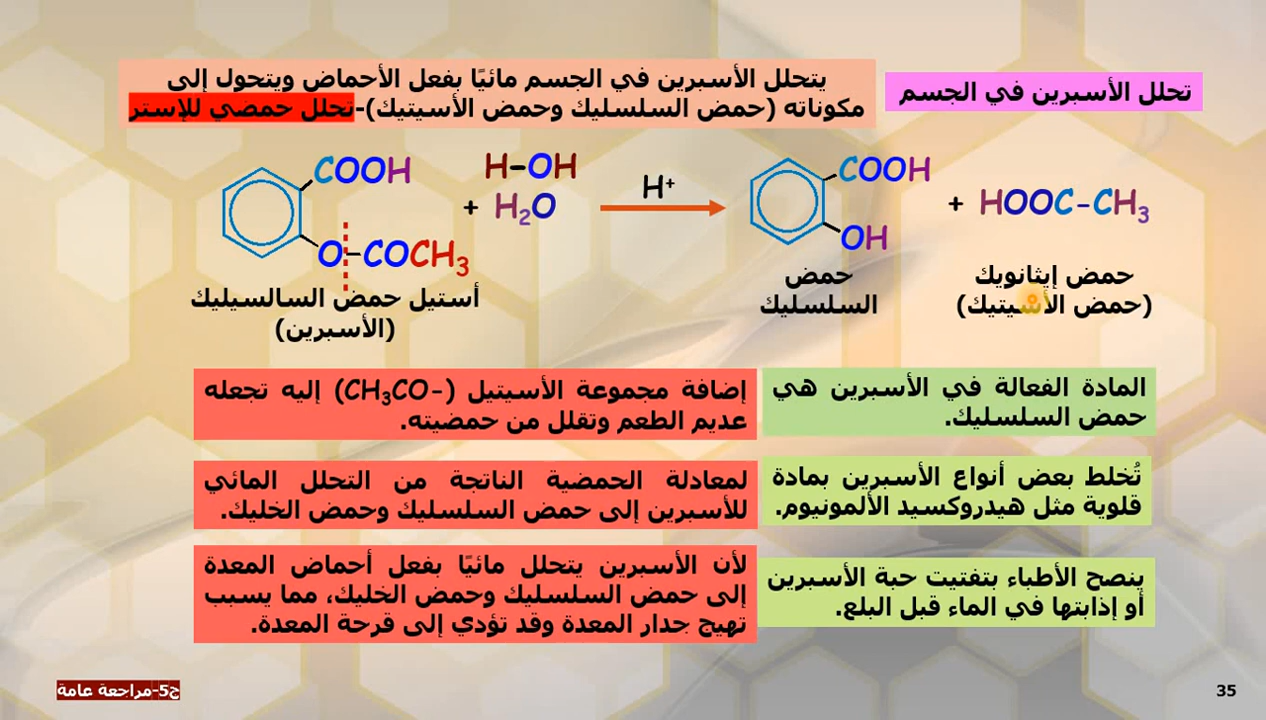 تحلل الأسبرين في الجسم
يتحلل الأسبرين في الجسم مائيًا بفعل الأحماض ويتحول إلى
مكوناته (حمض السلسليك وحمض الأسيتيك)-تحلل حمضي للإستر
COOH
O-COCH₃
+
H-OH
H₂O
H⁺
COOH
OH
+
HOOC-CH₃
أستيل حمض السالسيليك
(الأسبرين)
حمض
السلسليك
حمض إيثانويك
(حمض الأسيتيك)
المادة الفعالة في الأسبرين هي
حمض السلسليك.
إضافة مجموعة الأسيتيل (CH₃CO-) إليه تجعله
عديم الطعم وتقلل من حمضيته.
تُخلط بعض أنواع الأسبرين بمادة
قلوية مثل هيدروكسيد الألمونيوم.
لمعادلة الحمضية الناتجة من التحلل المائي
للأسبرين إلى حمض السلسليك وحمض الخليك.
ينصح الأطباء بتفتيت حبة الأسبرين
أو إذابتها في الماء قبل البلع.
لأن الأسبرين يتحلل مائيًا بفعل أحماض المعدة
إلى حمض السلسليك وحمض الخليك، مما يسبب
تهيج جدار المعدة وقد تؤدي إلى قرحة المعدة.
ج5-مراجعة عامة
35